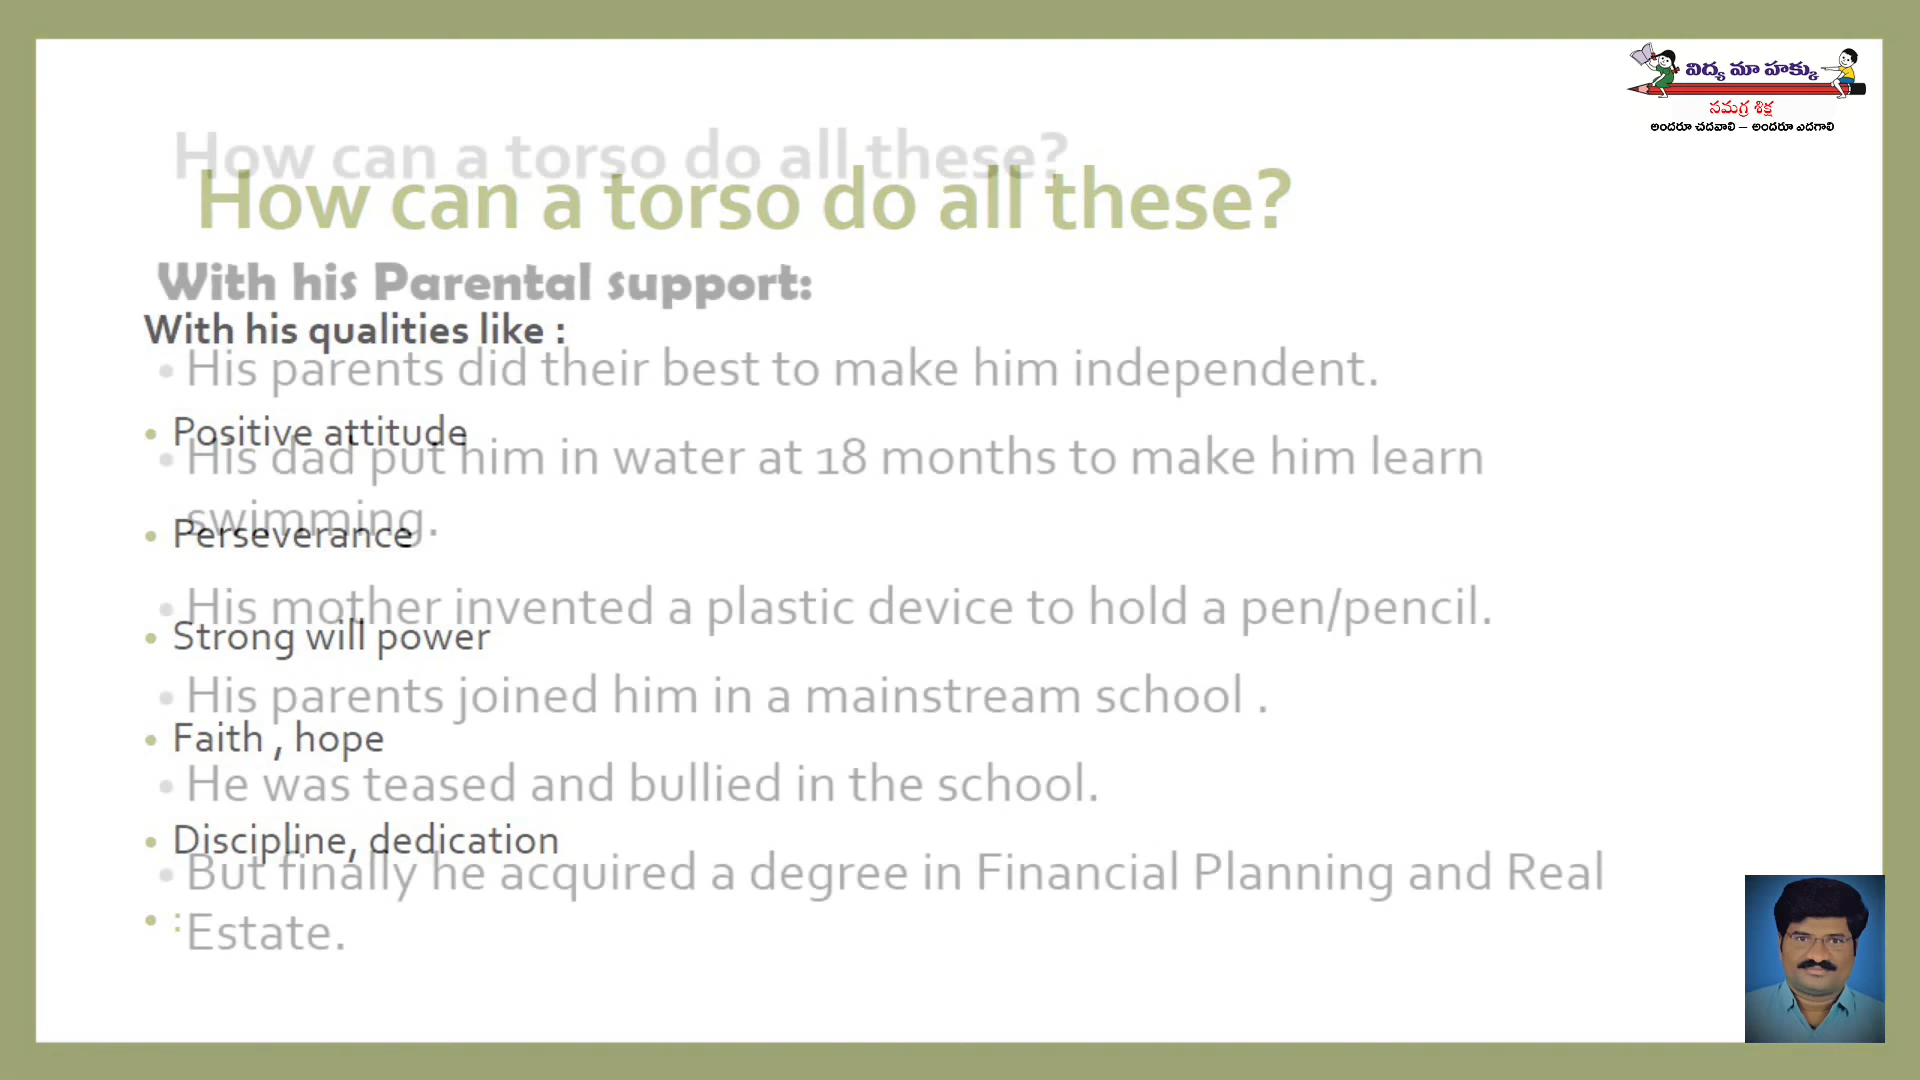 విద్య మా హక్కు
సమగ్ర శిక్ష
అందరూ చదవాలి – అందరూ ఎదగాలి
How can a torso do all these?
How can a torso do all these?
With his Parental support:
With his qualities like :
• His parents did their best to make him independent.
• Positive attitude
• His dad put him in water at 18 months to make him learn
swimming.
• Perseverance
• His mother invented a plastic device to hold a pen/pencil.
• Strong will power
• His parents joined him in a mainstream school .
• Faith , hope
• He was teased and bullied in the school.
• Discipline, dedication
• But finally he acquired a degree in Financial Planning and Real
• :
Estate.